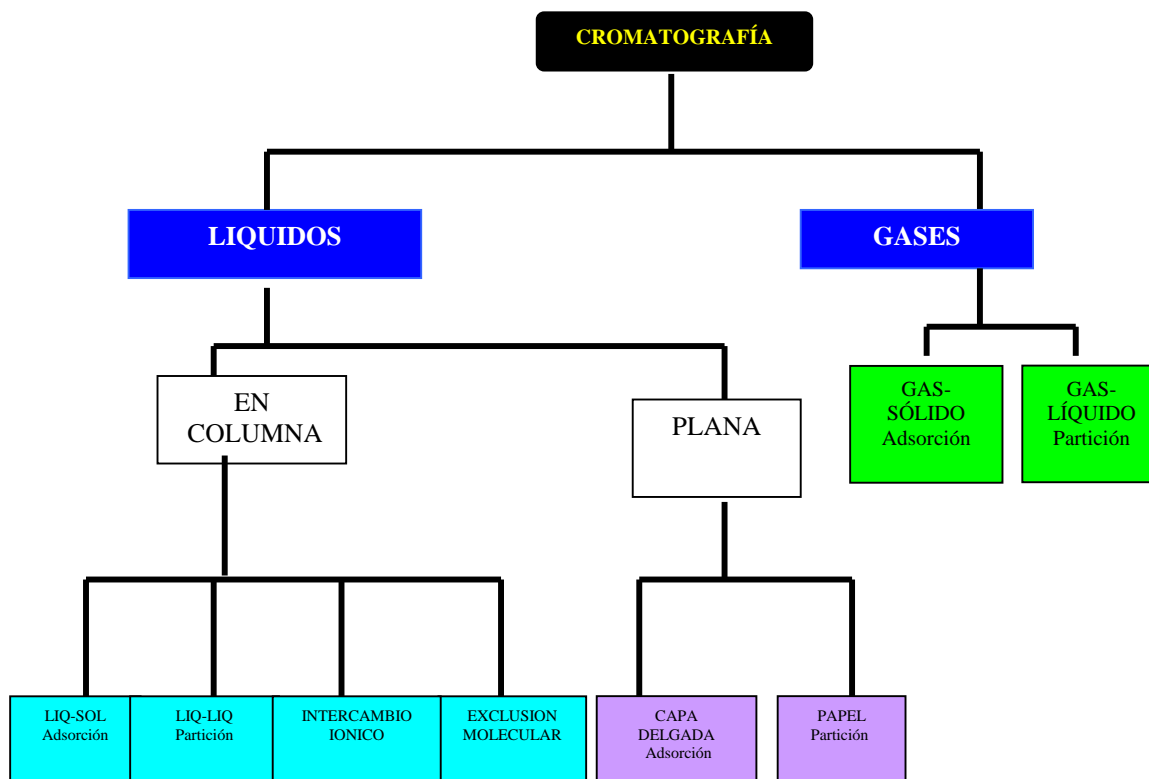 CROMATOGRAFÍA
LIQUIDOS
GASES
EN
COLUMNA
PLANA
GAS-
SÓLIDO
Adsorción
GAS-
LÍQUIDO
Partición
LIQ-SOL
Adsorción
LIQ-LIQ
Partición
INTERCAMBIO
IONICO
EXCLUSION
MOLECULAR
CAPA
DELGADA
Adsorción
PAPEL
Partición